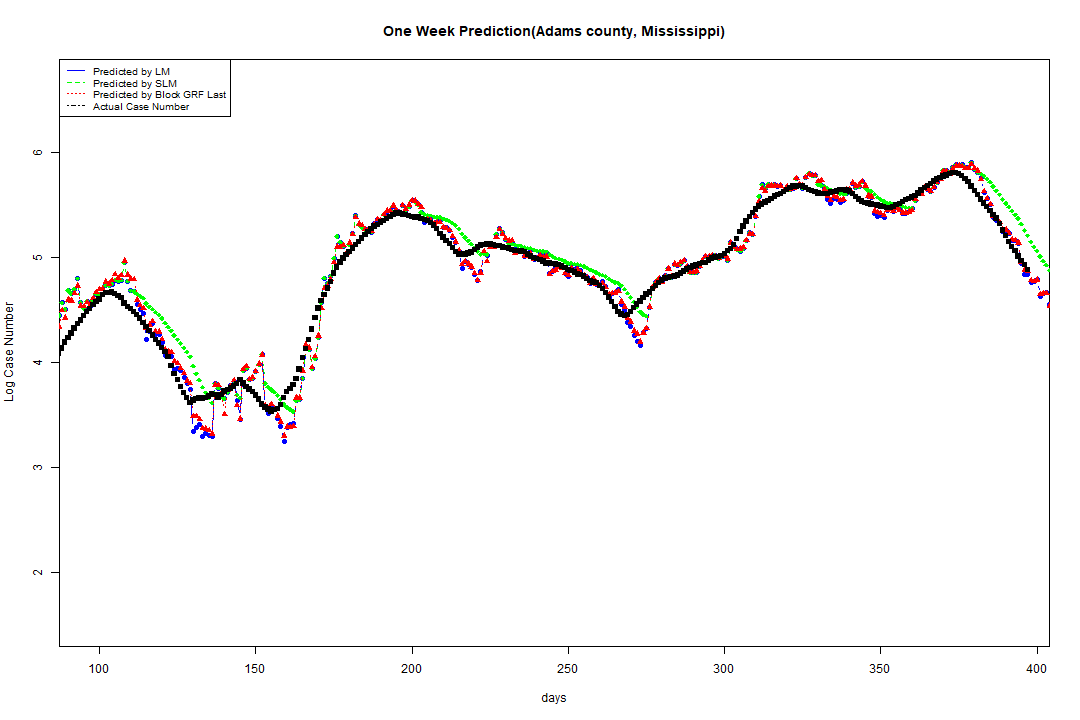 One Week Prediction(Adams county, Mississippi)
Predicted by LM
Predicted by SLM
Predicted by Block GRF Last
Actual Case Number
Log Case Number
6
5
4
3
2
100 150 200 250 300 350 400
days